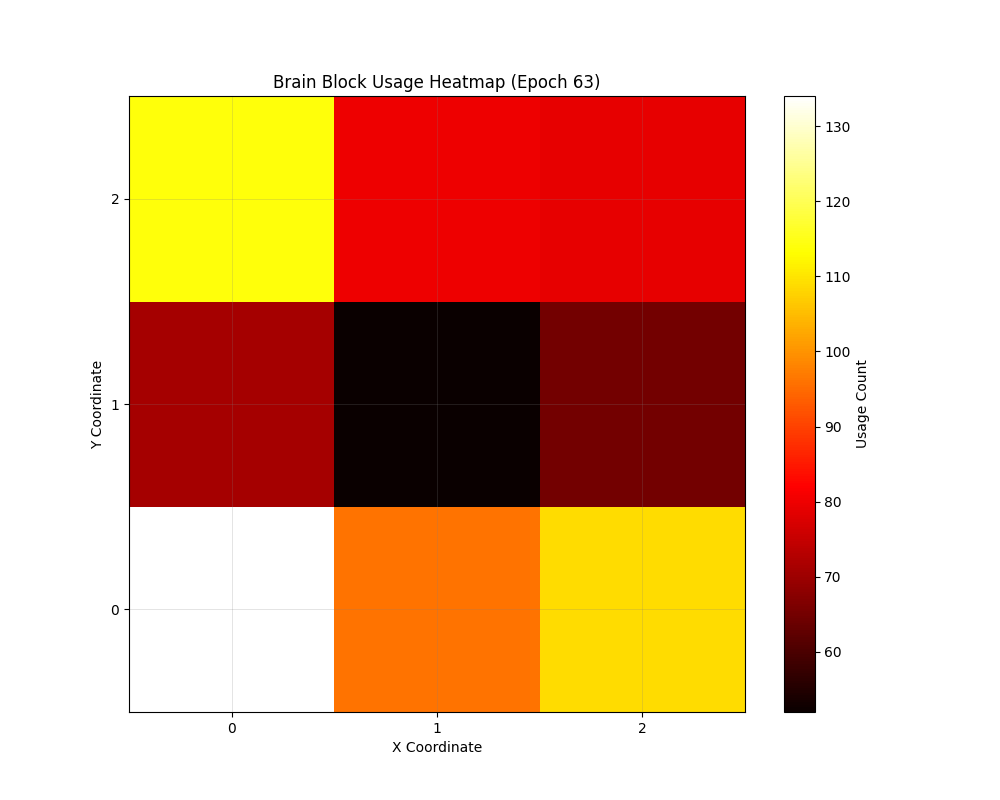 Brain Block Usage Heatmap (Epoch 63)
2
1
0
Y Coordinate
0 1 2
X Coordinate
130
120
110
100
90
80
70
60
Usage Count